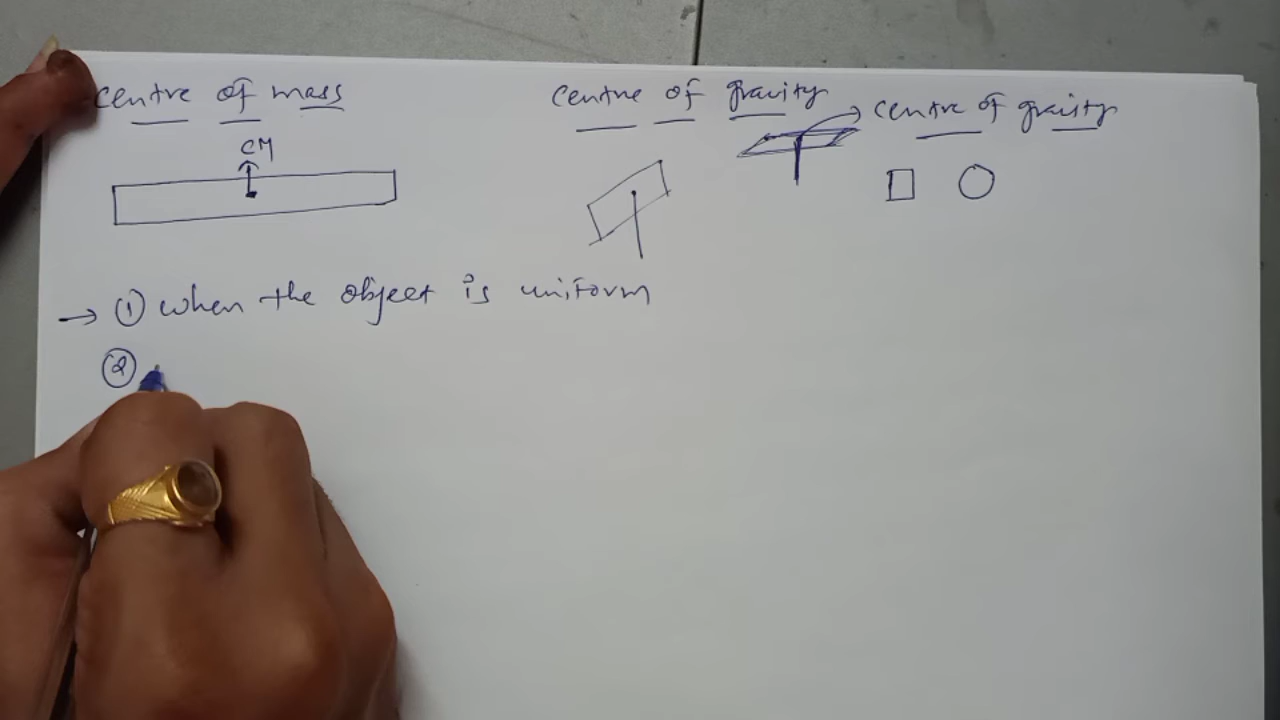 centre of mass
centre of gravity
centre of gravity
CM
→ ① when the object is uniform
②